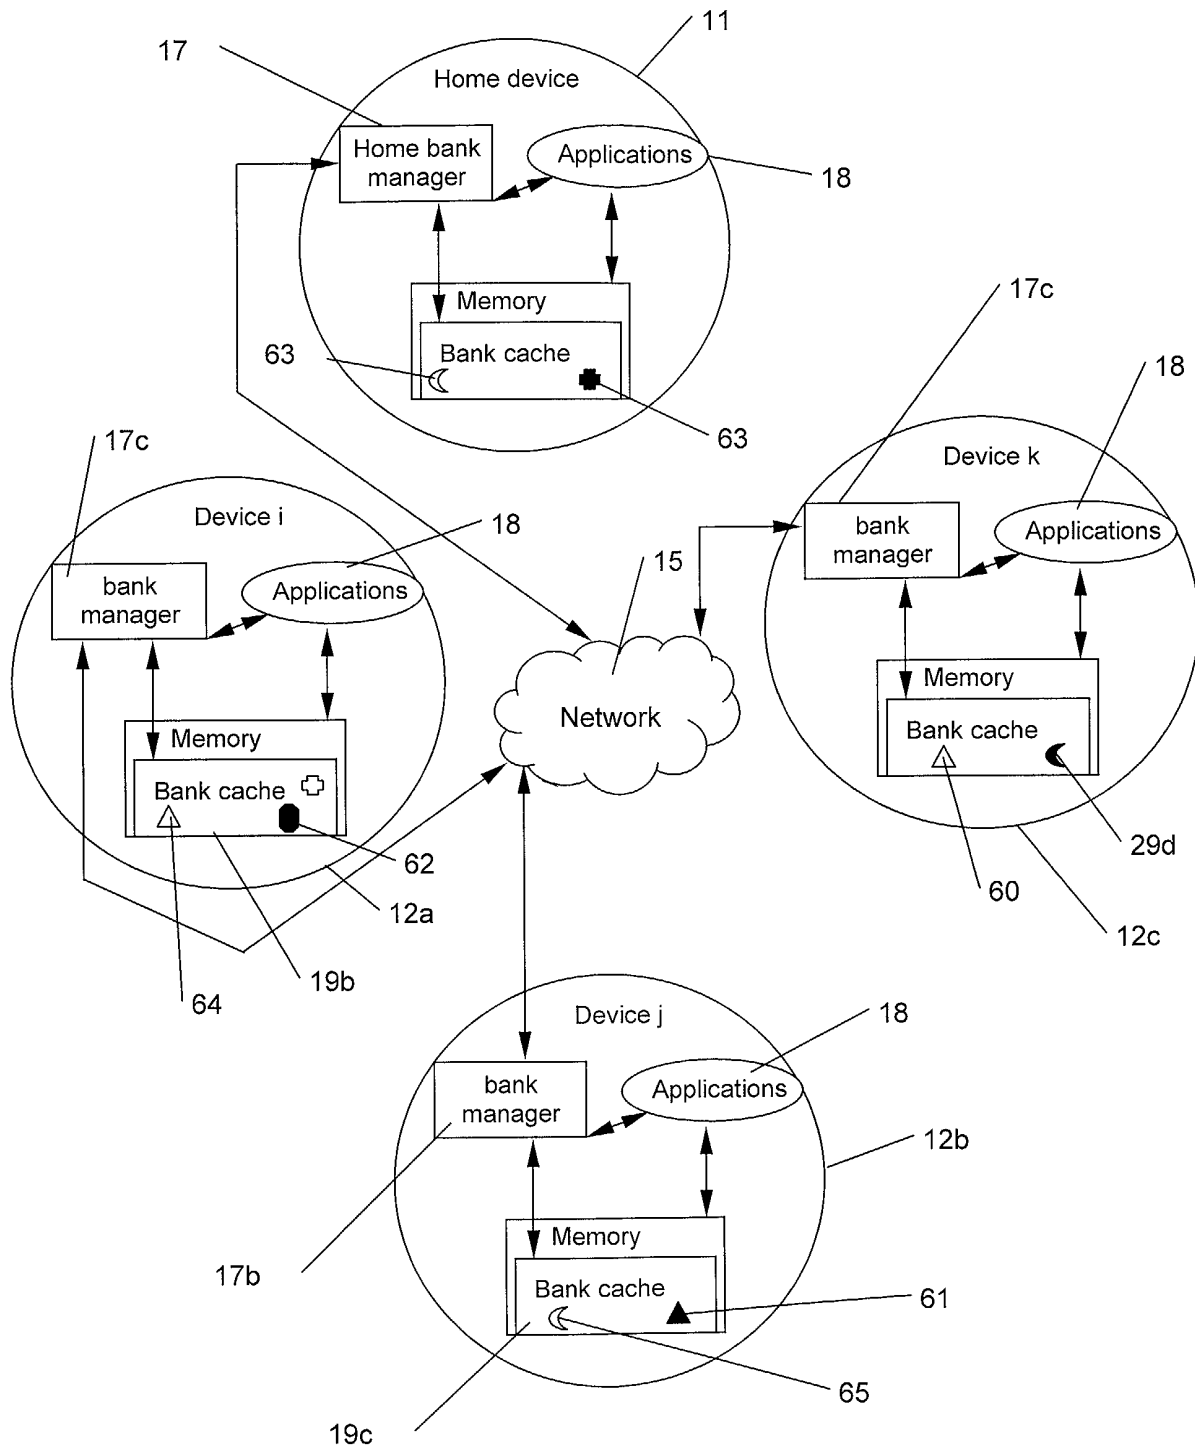 11
17
Home device
Home bank
manager
Applications
18
Memory
Bank cache
63
63
17c
18
Device k
bank
manager
Applications
Memory
Bank cache
29d
60
12c
17c
Device i
18
bank
manager
Applications
Memory
Bank cache
62
12a
19b
64
15
Network
Device j
18
bank
manager
Applications
12b
17b
Memory
Bank cache
61
65
19c